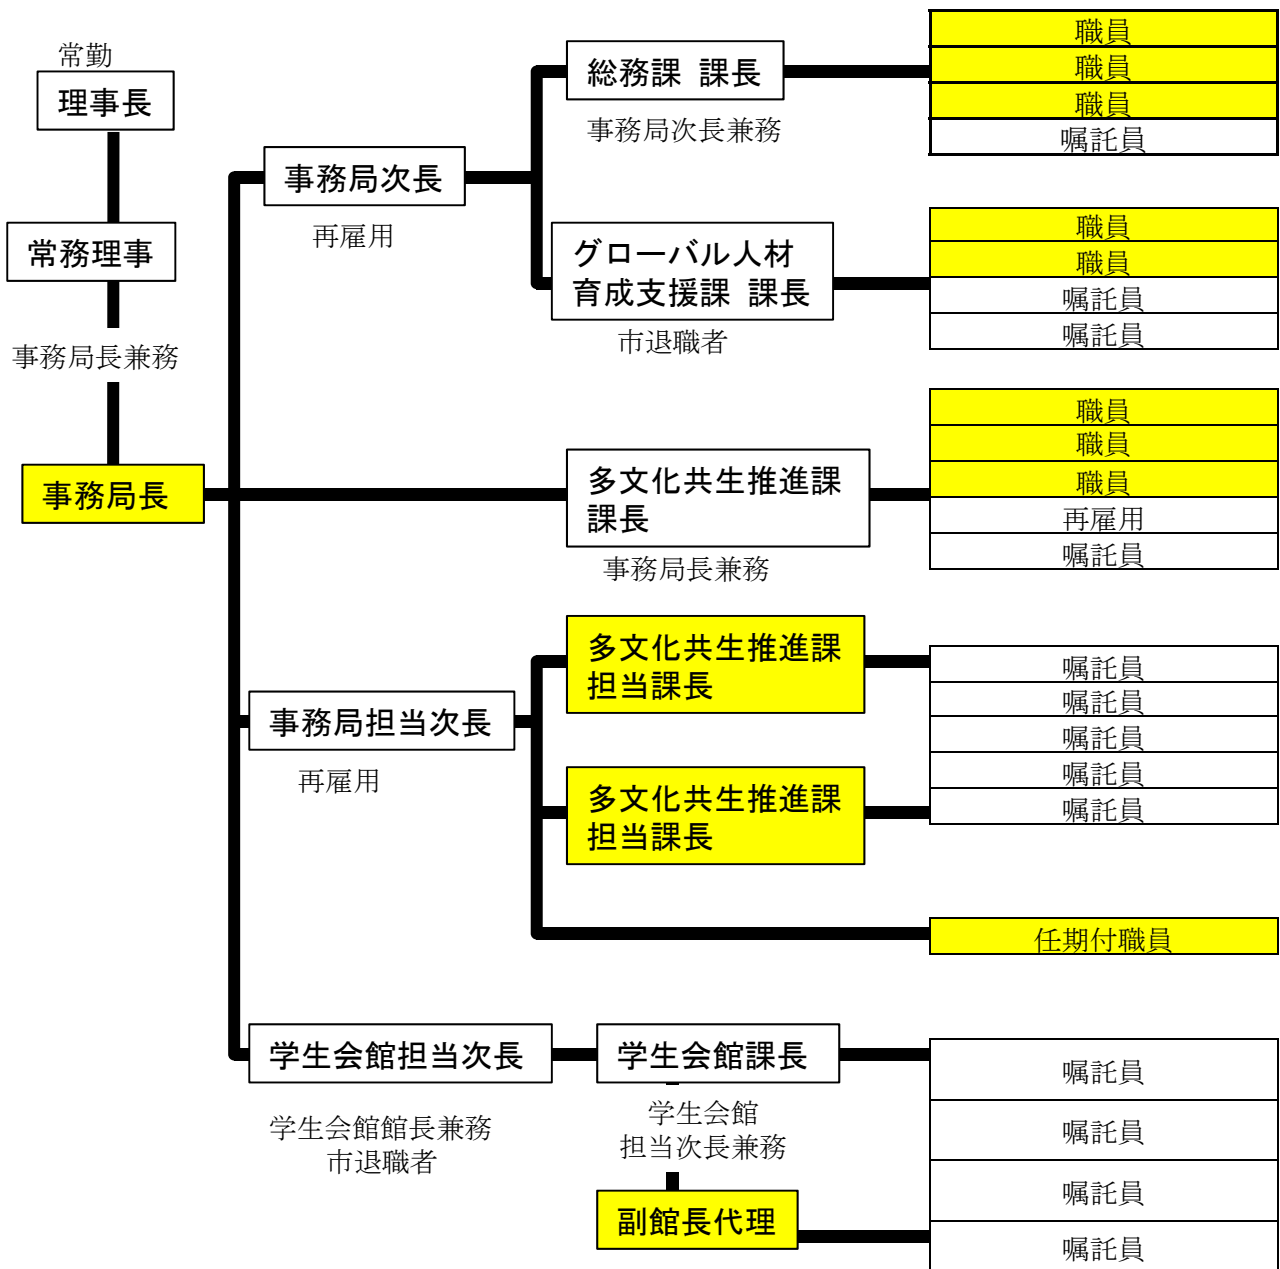 常勤
理事長
常務理事
事務局長兼務
事務局長
事務局次長
再雇用
総務課 課長
事務局次長兼務
職員
職員
職員
嘱託員
グローバル人材
育成支援課 課長
市退職者
職員
職員
嘱託員
嘱託員
多文化共生推進課
課長
事務局長兼務
職員
職員
職員
再雇用
嘱託員
事務局担当次長
再雇用
多文化共生推進課
担当課長
多文化共生推進課
担当課長
嘱託員
嘱託員
嘱託員
嘱託員
嘱託員
任期付職員
学生会館担当次長
学生会館館長兼務
市退職者
学生会館課長
学生会館
担当次長兼務
副館長代理
嘱託員
嘱託員
嘱託員
嘱託員